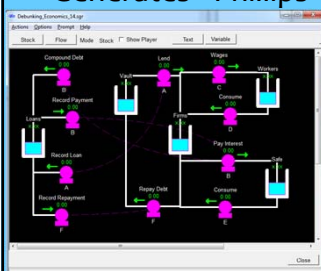 Generates "Phillips
Debunking_Economics_14.sgr
Actions Options Prompt Help
Stock Flow Mode Stock Show Player Text Variable
Compound Debt
0.00
B
Lend
0.00
A
Wages
0.00
C
Vault
Workers
Record Payment
0.00
B
Consume
0.00
D
Loans
Firms
Record Loan
0.00
A
Pay Interest
0.00
B
Safe
Record Repayment
0.00
F
Repay Debt
0.00
F
Consume
0.00
E
Close